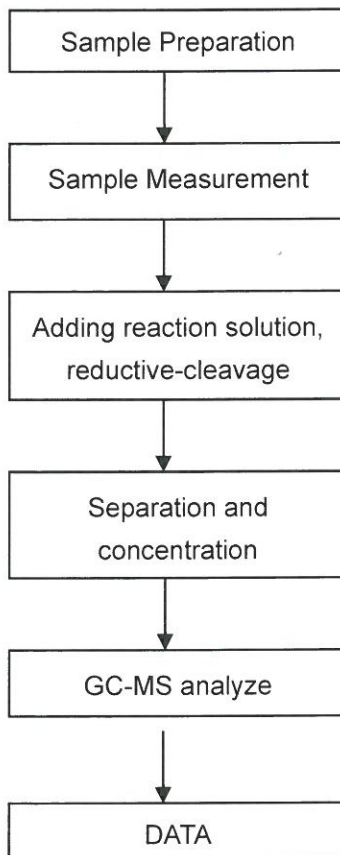 Sample Preparation
Sample Measurement
Adding reaction solution,
reductive-cleavage
Separation and
concentration
GC-MS analyze
DATA